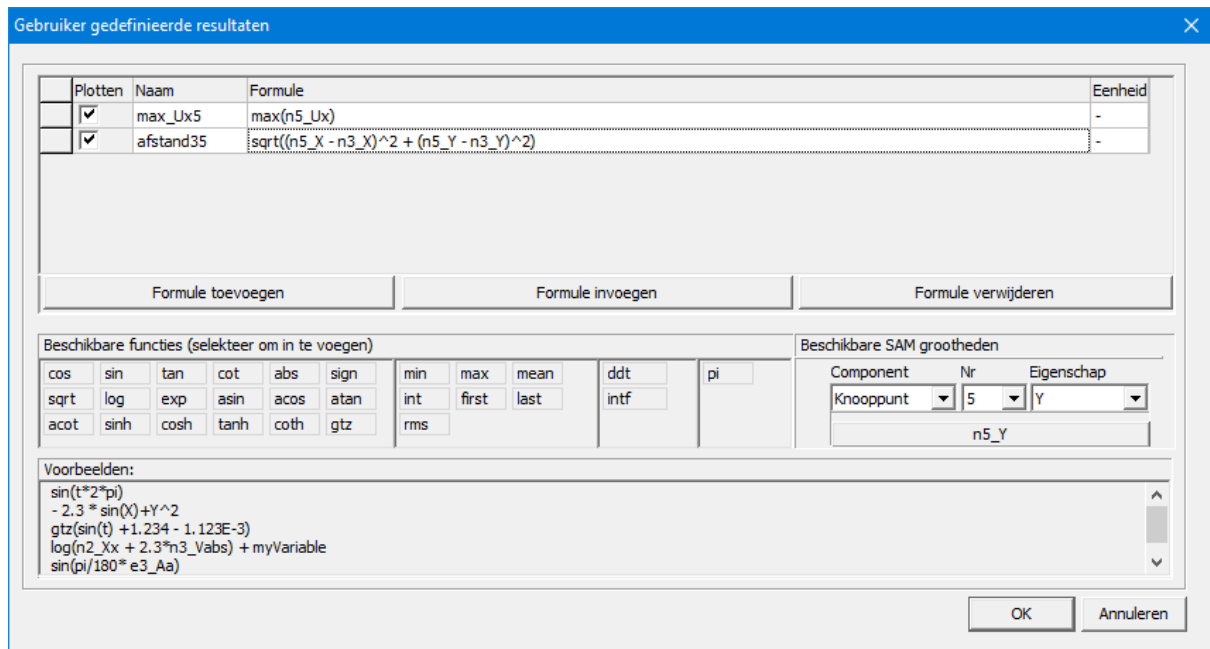 Gebruiker gedefinieerde resultaten
Plotten Naam Formule Eenheid
max_Ux5 max(n5_Ux) -
afstand35 sqrt((n5_X - n3_X)^2 + (n5_Y - n3_Y)^2) -
Formule toevoegen Formule invoegen Formule verwijderen
Beschikbare functies (selekteer om in te voegen) Beschikbare SAM grootheden
cos sin tan cot abs sign min max mean ddt pi Component Nr Eigenschap
sqrt log exp asin acos atan int first last intf Knooppunt 5 Y
acot sinh cosh tanh coth gtz rms n5_Y
Voorbeelden:
sin(t*2*pi)
- 2.3 * sin(X)+Y^2
gtz(sin(t) +1.234 - 1.123E-3)
log(n2_Xx + 2.3*n3_Vabs) + myVariable
sin(pi/180* e3_Aa)
OK Annuleren